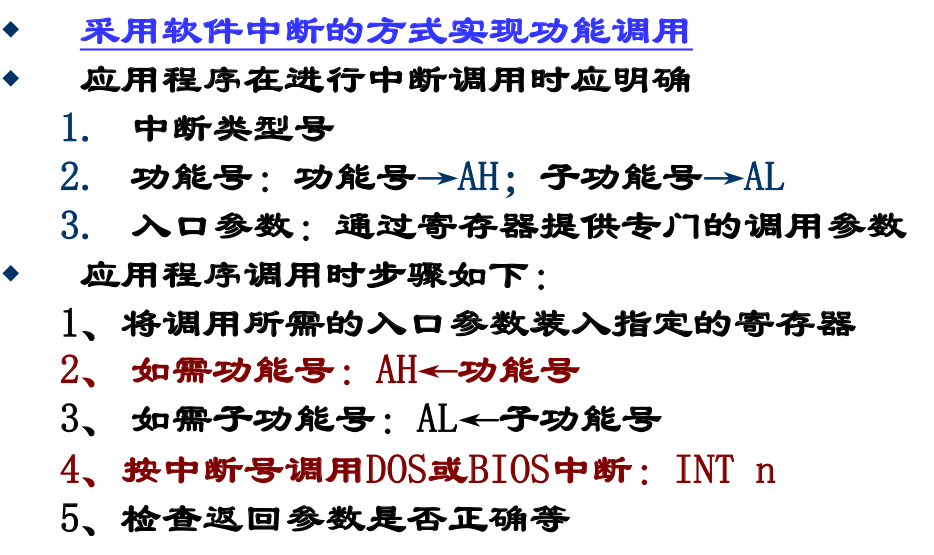 ◆ 采用软件中断的方式实现功能调用
◆ 应用程序在进行中断调用时应明确
1. 中断类型号
2. 功能号：功能号→AH；子功能号→AL
3. 入口参数：通过寄存器提供专门的调用参数
◆ 应用程序调用时步骤如下：
1、将调用所需的入口参数装入指定的寄存器
2、如需功能号：AH←功能号
3、如需子功能号：AL←子功能号
4、按中断号调用DOS或BIOS中断：INT n
5、检查返回参数是否正确等